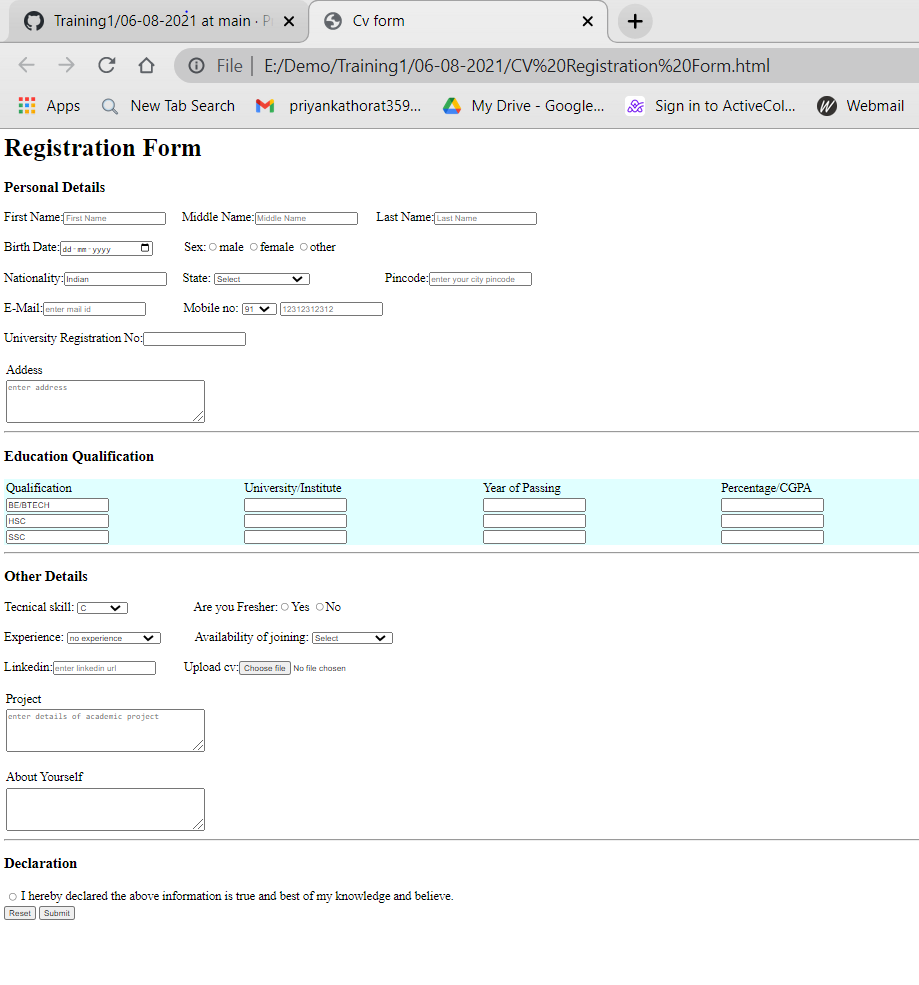 Training1/06-08-2021 at main · P
Cv form
File | E:/Demo/Training1/06-08-2021/CV%20Registration%20Form.html
Apps New Tab Search priyankathorat359... My Drive - Google... Sign in to ActiveCol... Webmail
Registration Form
Personal Details
First Name: First Name Middle Name: Middle Name Last Name: Last Name
Birth Date: dd-mm-yyyy Sex: male female other
Nationality: Indian State: Select Pincode: enter your city pincode
E-Mail: enter mail id Mobile no: 91 12312312312
University Registration No:
Addess
enter address
Education Qualification
Qualification University/Institute Year of Passing Percentage/CGPA
BE/BTECH
HSC
SSC
Other Details
Tecnical skill: C Are you Fresher: Yes No
Experience: no experience Availability of joining: Select
Linkedin: enter linkedin url Upload cv: Choose file No file chosen
Project
enter details of academic project
About Yourself
Declaration
I hereby declared the above information is true and best of my knowledge and believe.
Reset Submit